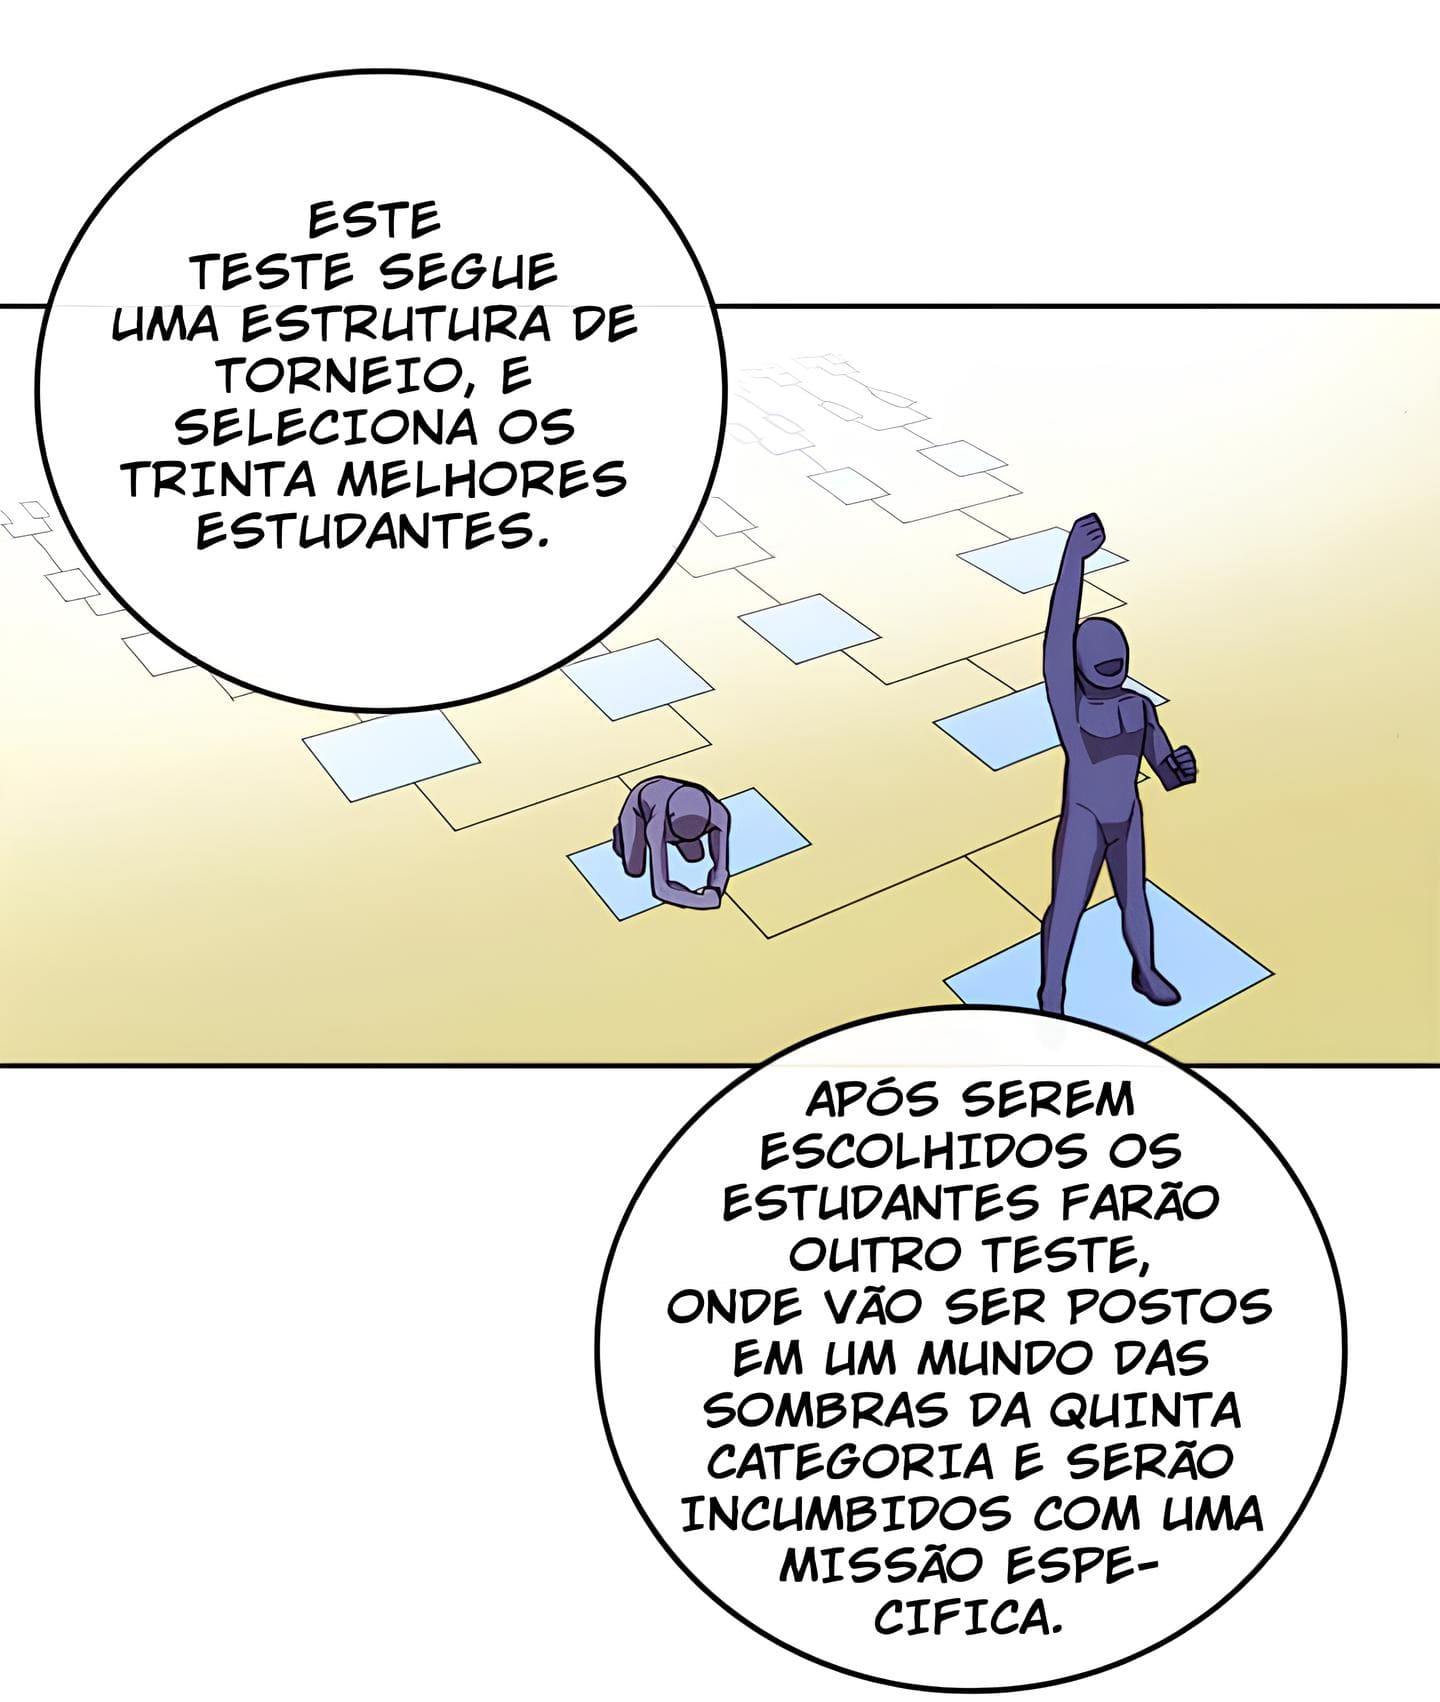 ESTE
TESTE SEGUE
UMA ESTRUTURA DE
TORNEIO, E
SELECIONA OS
TRINTA MELHORES
ESTUDANTES.
APÓS SEREM
ESCOLHIDOS OS
ESTUDANTES FARÃO
OUTRO TESTE,
ONDE VÃO SER POSTOS
EM UM MUNDO DAS
SOMBRAS DA QUINTA
CATEGORIA E SERÃO
INCUMBIDOS COM UMA
MISSÃO ESPE-
CIFICA.